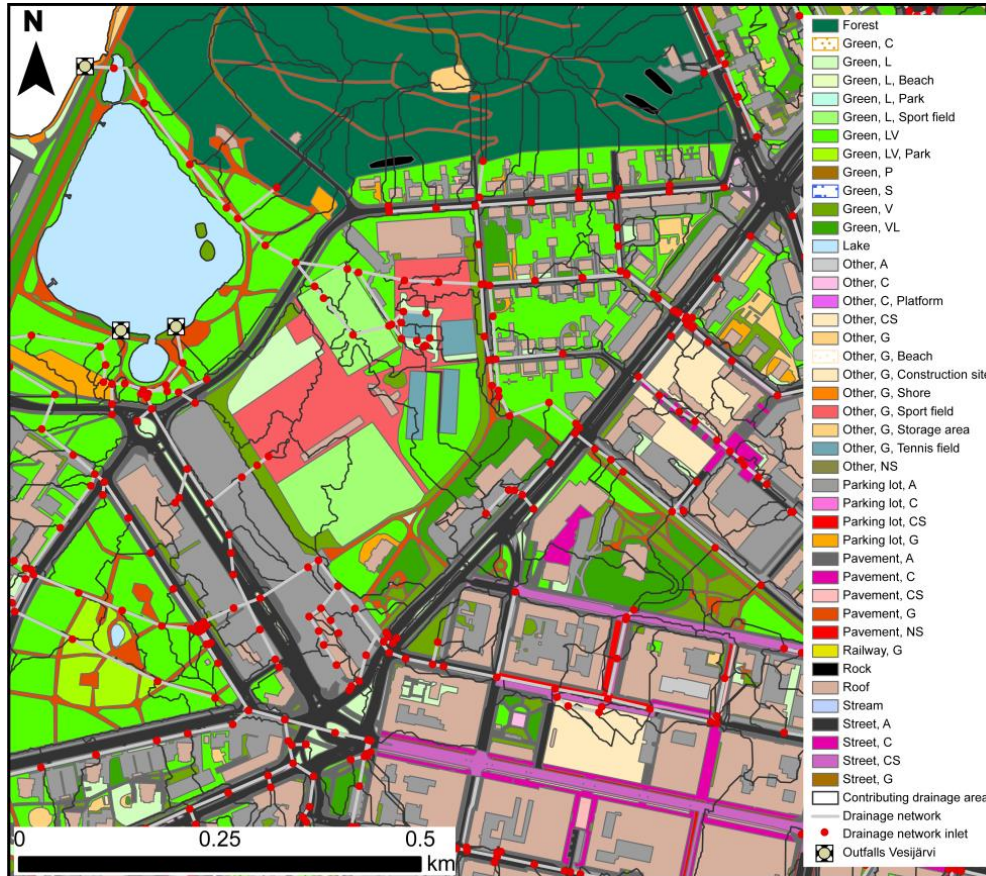 N
Forest
Green, C
Green, L
Green, L, Beach
Green, L, Park
Green, L, Sport field
Green, LV
Green, LV, Park
Green, P
Green, S
Green, V
Green, VL
Lake
Other, A
Other, C
Other, C, Platform
Other, CS
Other, G
Other, G, Beach
Other, G, Construction site
Other, G, Shore
Other, G, Sport field
Other, G, Storage area
Other, G, Tennis field
Other, NS
Parking lot, A
Parking lot, C
Parking lot, CS
Parking lot, G
Pavement, A
Pavement, C
Pavement, CS
Pavement, G
Pavement, NS
Railway, G
Rock
Roof
Stream
Street, A
Street, C
Street, CS
Street, G
Contributing drainage area
Drainage network
Drainage network inlet
Outfalls Vesijärvi
0 0.25 0.5
km